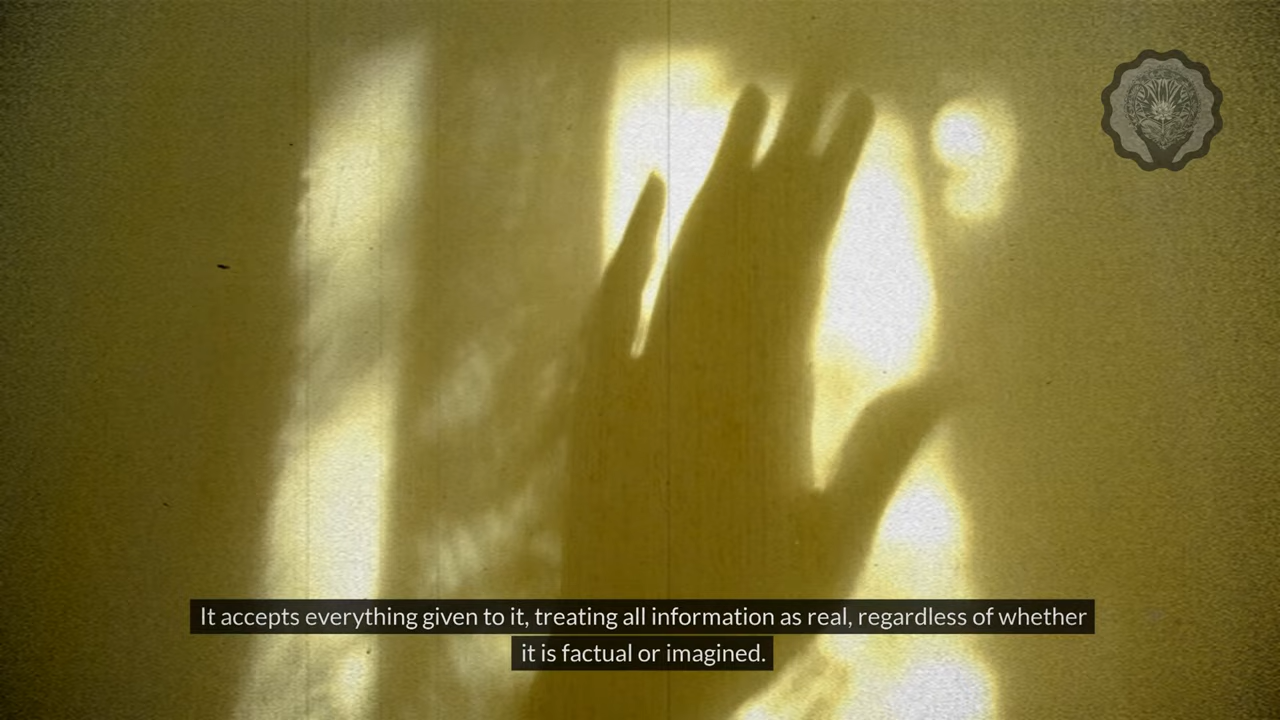 It accepts everything given to it, treating all information as real, regardless of whether
it is factual or imagined.